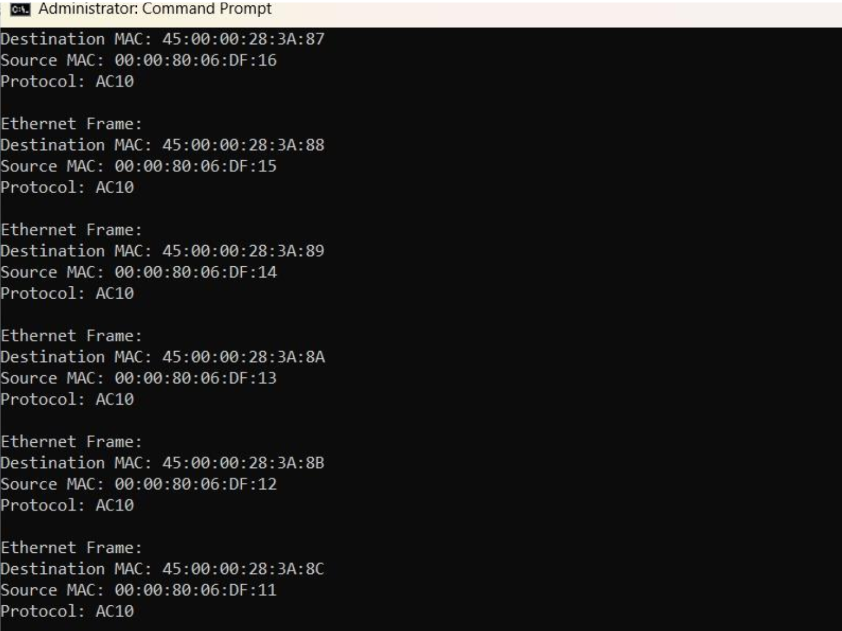 Administrator: Command Prompt
Destination MAC: 45:00:00:28:3A:87
Source MAC: 00:00:80:06:DF:16
Protocol: AC10
Ethernet Frame:
Destination MAC: 45:00:00:28:3A:88
Source MAC: 00:00:80:06:DF:15
Protocol: AC10
Ethernet Frame:
Destination MAC: 45:00:00:28:3A:89
Source MAC: 00:00:80:06:DF:14
Protocol: AC10
Ethernet Frame:
Destination MAC: 45:00:00:28:3A:8A
Source MAC: 00:00:80:06:DF:13
Protocol: AC10
Ethernet Frame:
Destination MAC: 45:00:00:28:3A:8B
Source MAC: 00:00:80:06:DF:12
Protocol: AC10
Ethernet Frame:
Destination MAC: 45:00:00:28:3A:8C
Source MAC: 00:00:80:06:DF:11
Protocol: AC10